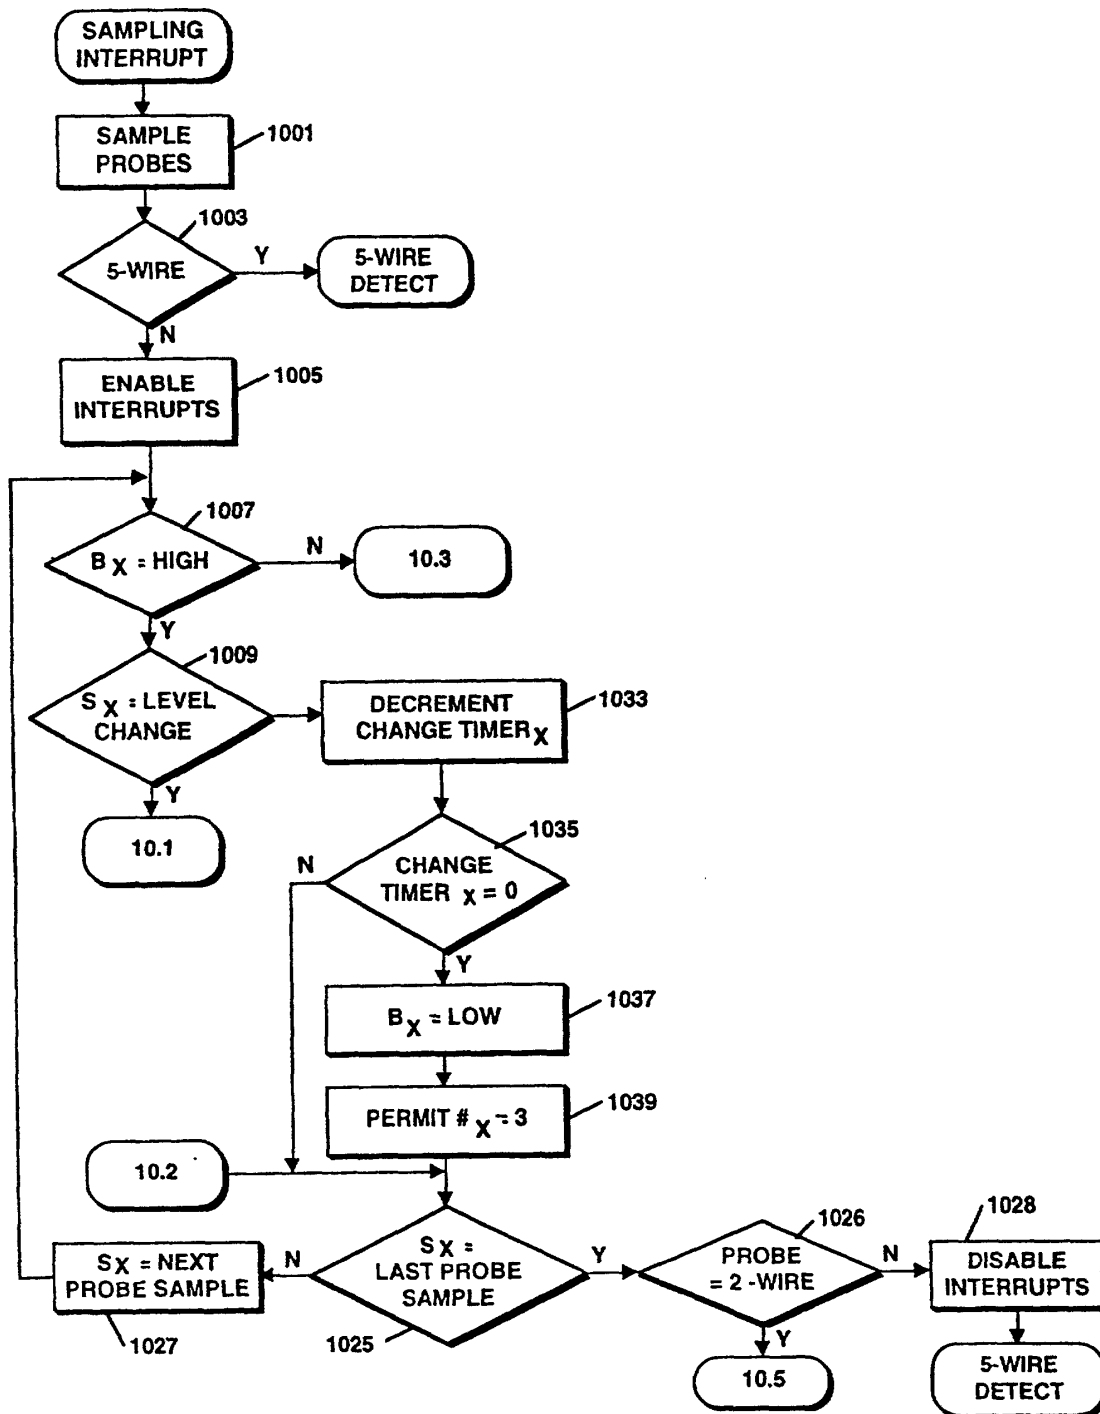 SAMPLING
INTERRUPT
SAMPLE
PROBES
1001
1003
5-WIRE
Y
5-WIRE
DETECT
N
ENABLE
INTERRUPTS
1005
1007
B X = HIGH
N
10.3
Y
1009
S X = LEVEL
CHANGE
DECREMENT
CHANGE TIMER X
1033
Y
10.1
1035
N
CHANGE
TIMER X = 0
Y
B X = LOW
1037
PERMIT # X = 3
1039
10.2
S X = NEXT
PROBE SAMPLE
1027
N
S X =
LAST PROBE
SAMPLE
1025
Y
1026
PROBE
= 2 -WIRE
N
1028
DISABLE
INTERRUPTS
Y
10.5
5-WIRE
DETECT